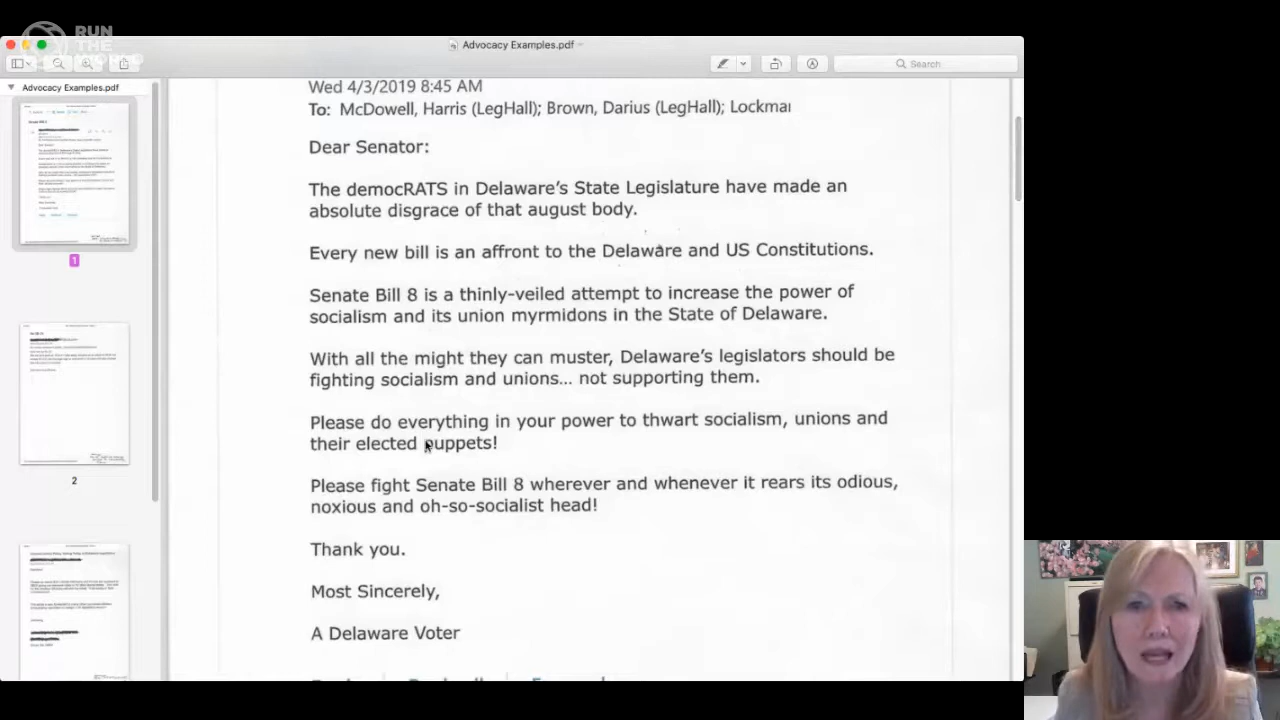 RUN
THE
WORLD
Advocacy Examples.pdf
Search
Advocacy Examples.pdf
1
2
Wed 4/3/2019 8:45 AM
To: McDowell, Harris (LegHall); Brown, Darius (LegHall); Lockma
Dear Senator:
The democRATS in Delaware's State Legislature have made an
absolute disgrace of that august body.
Every new bill is an affront to the Delaware and US Constitutions.
Senate Bill 8 is a thinly-veiled attempt to increase the power of
socialism and its union myrmidons in the State of Delaware.
With all the might they can muster, Delaware's legislators should be
fighting socialism and unions... not supporting them.
Please do everything in your power to thwart socialism, unions and
their elected puppets!
Please fight Senate Bill 8 wherever and whenever it rears its odious,
noxious and oh-so-socialist head!
Thank you.
Most Sincerely,
A Delaware Voter